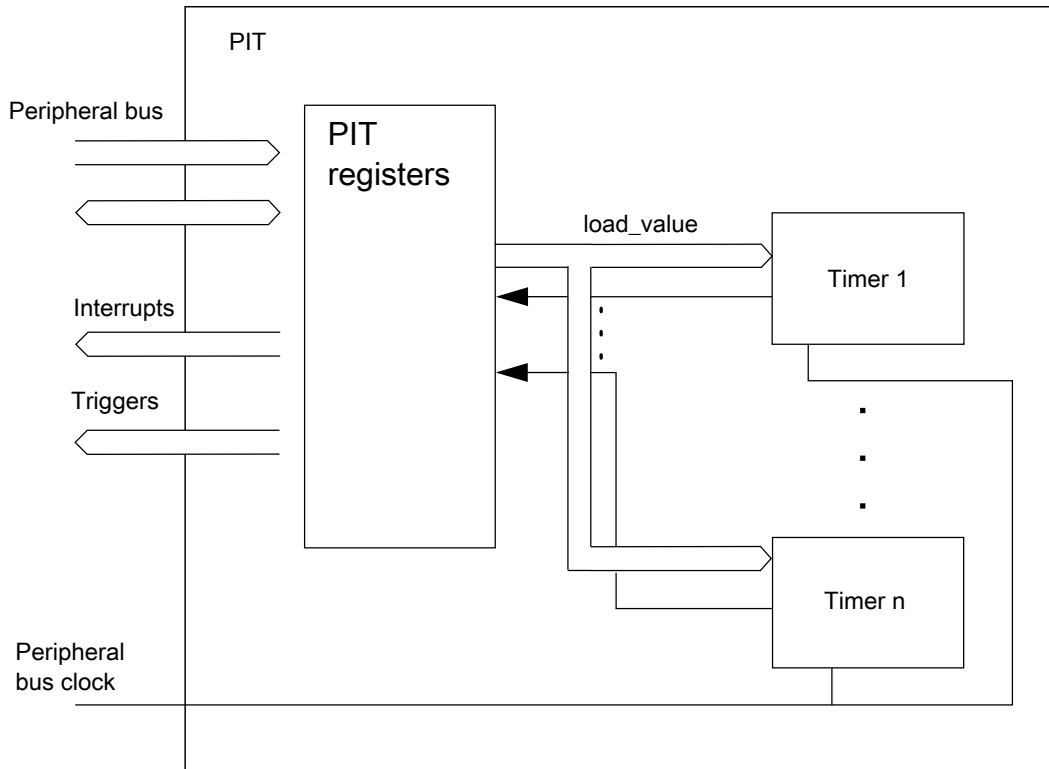 PIT
Peripheral bus
PIT
registers
load_value
Timer 1
Interrupts
Triggers
Timer n
Peripheral
bus clock